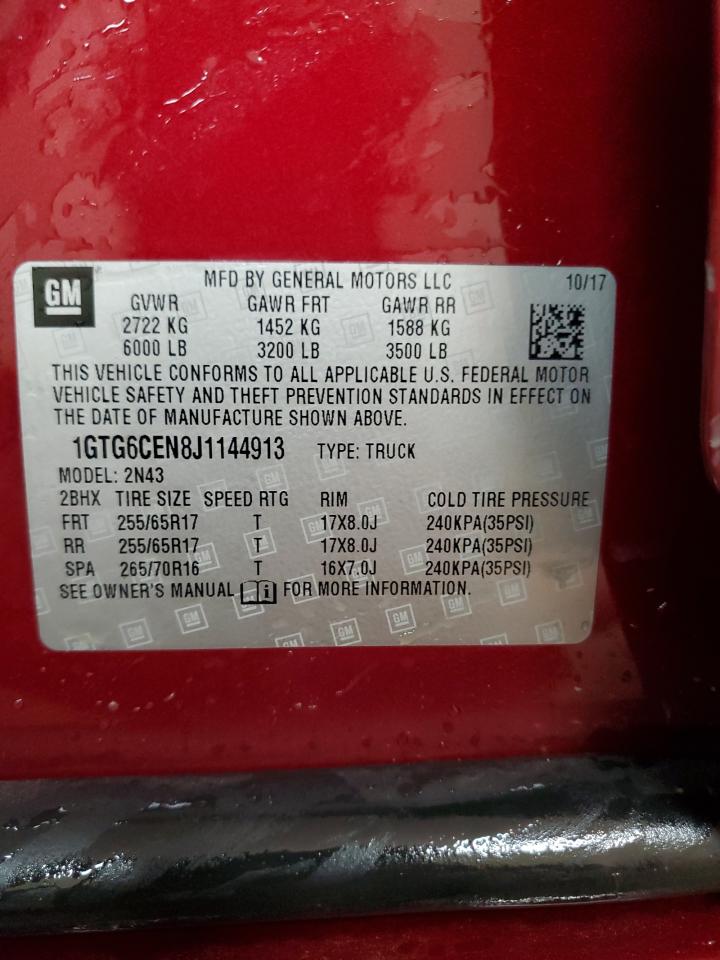 GM MFD BY GENERAL MOTORS LLC 10/17
GVWR GAWR FRT GAWR RR
2722 KG 1452 KG 1588 KG
6000 LB 3200 LB 3500 LB
THIS VEHICLE CONFORMS TO ALL APPLICABLE U.S. FEDERAL MOTOR
VEHICLE SAFETY AND THEFT PREVENTION STANDARDS IN EFFECT ON
THE DATE OF MANUFACTURE SHOWN ABOVE.
1GTG6CEN8J1144913 TYPE: TRUCK
MODEL: 2N43
2BHX TIRE SIZE SPEED RTG RIM COLD TIRE PRESSURE
FRT 255/65R17 T 17X8.0J 240KPA(35PSI)
RR 255/65R17 T 17X8.0J 240KPA(35PSI)
SPA 265/70R16 T 16X7.0J 240KPA(35PSI)
SEE OWNER'S MANUAL i FOR MORE INFORMATION.